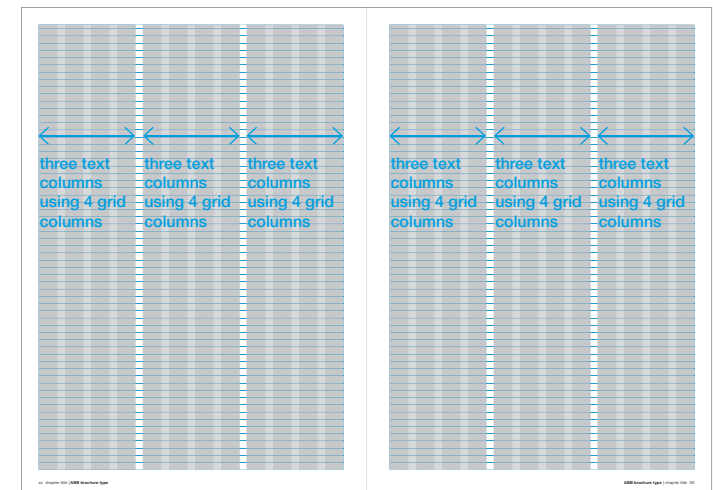 three text
columns
using 4 grid
columns
three text
columns
using 4 grid
columns
three text
columns
using 4 grid
columns
three text
columns
using 4 grid
columns
three text
columns
using 4 grid
columns
three text
columns
using 4 grid
columns
xx chapter title | ABB brochure type
ABB brochure type | chapter title XX